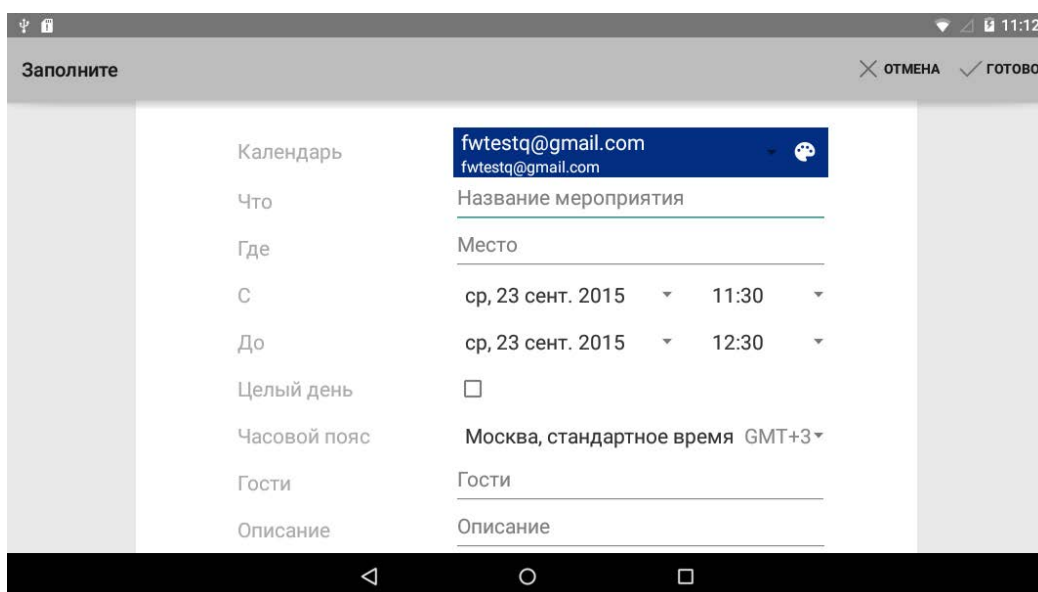 11:12
Заполните
ОТМЕНА
ГОТОВО
Календарь
fwtestq@gmail.com
fwtestq@gmail.com
Что
Название мероприятия
Где
Место
С
ср, 23 сент. 2015 11:30
До
ср, 23 сент. 2015 12:30
Целый день
Часовой пояс
Москва, стандартное время GMT+3
Гости
Гости
Описание
Описание